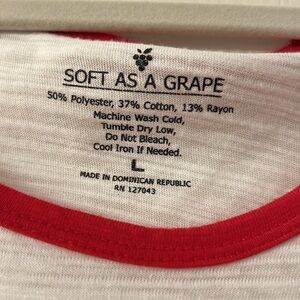 SOFT AS A GRAPE
50% Polyester, 37% Cotton, 13% Rayon
Machine Wash Cold,
Tumble Dry Low,
Do Not Bleach,
Cool Iron If Needed.
L
MADE IN DOMINICAN REPUBLIC
RN 127043